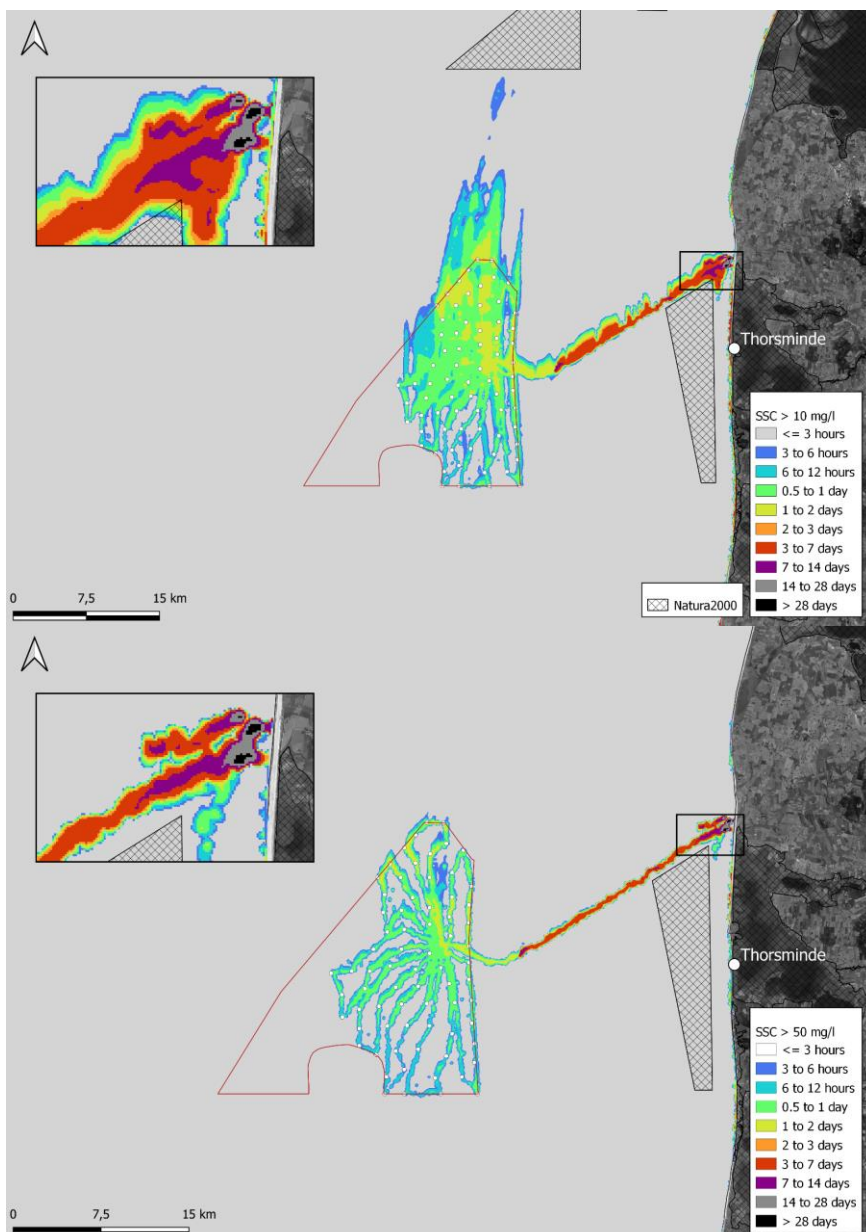 Thorsminde
SSC > 10 mg/l
<= 3 hours
3 to 6 hours
6 to 12 hours
0.5 to 1 day
1 to 2 days
2 to 3 days
3 to 7 days
7 to 14 days
14 to 28 days
> 28 days
0 7,5 15 km
Natura2000
Thorsminde
SSC > 50 mg/l
<= 3 hours
3 to 6 hours
6 to 12 hours
0.5 to 1 day
1 to 2 days
2 to 3 days
3 to 7 days
7 to 14 days
14 to 28 days
> 28 days
0 7,5 15 km